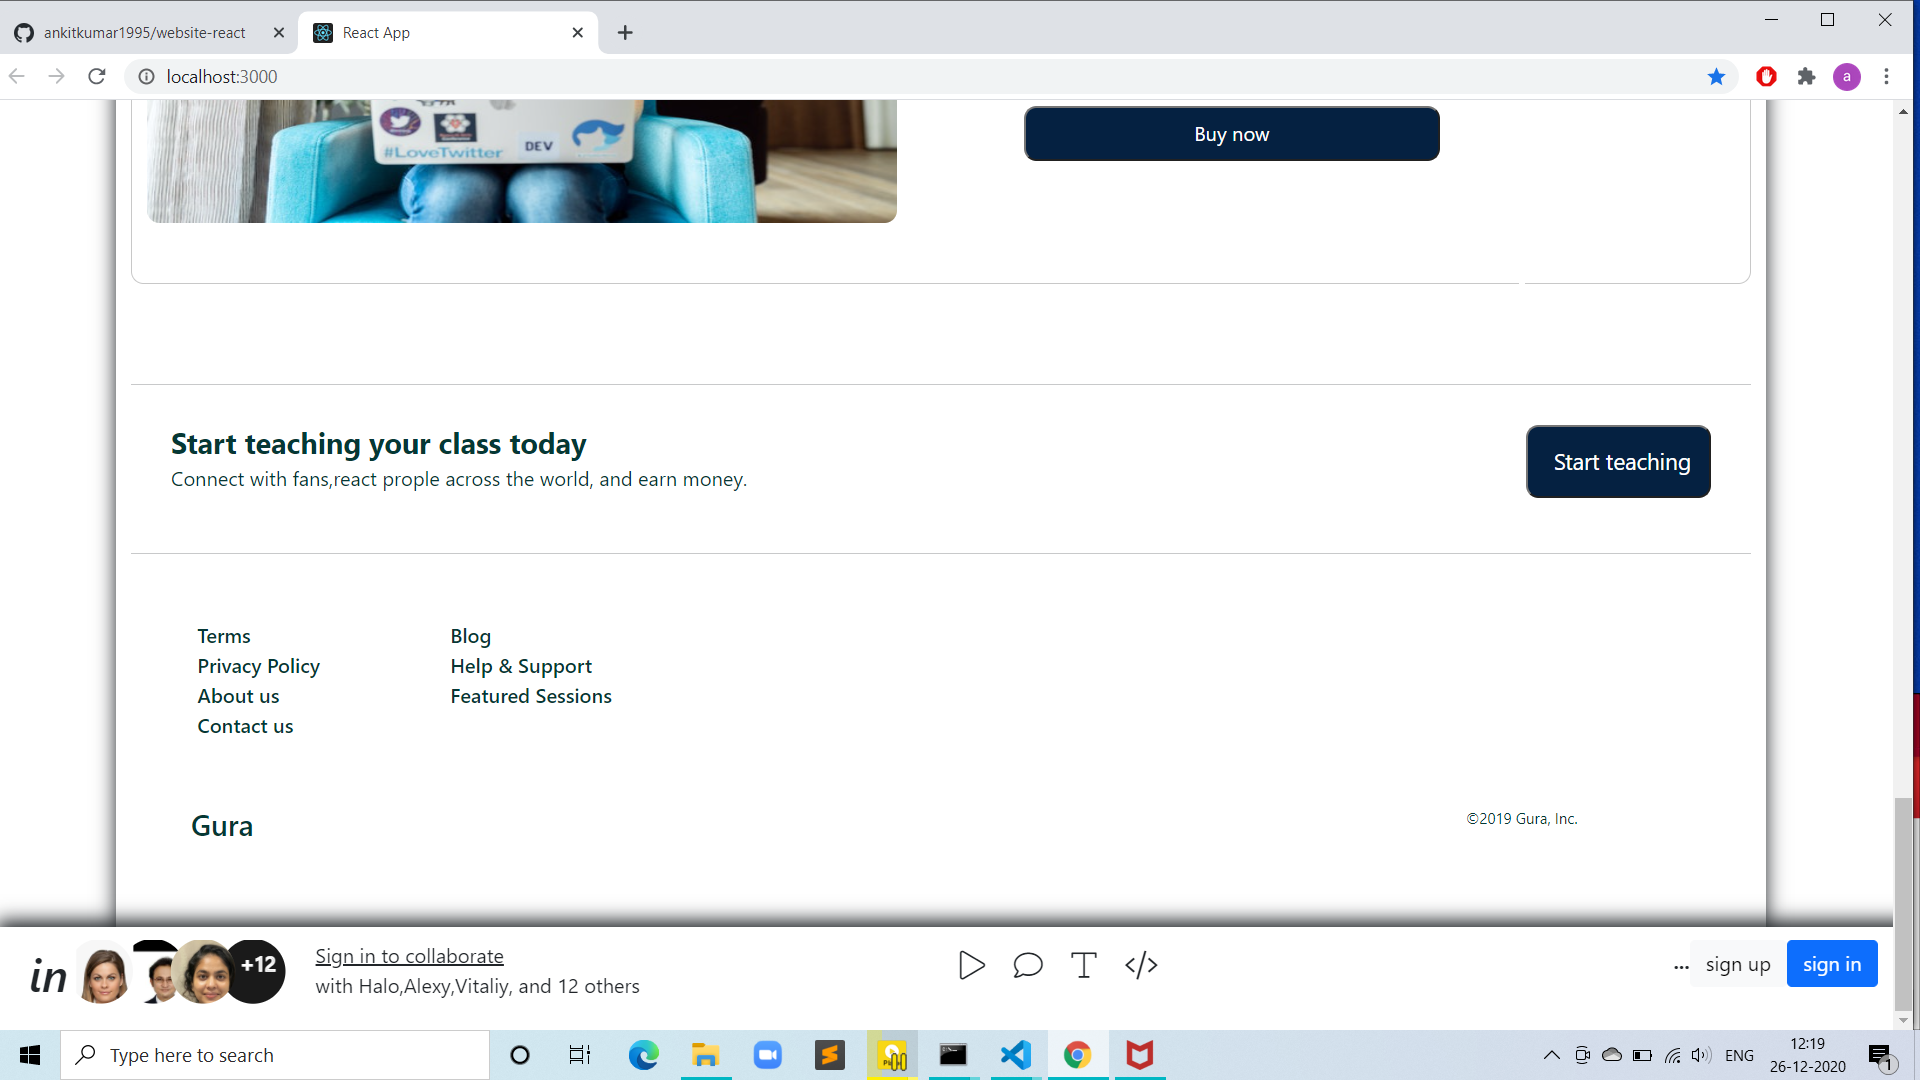 ankitkumar1995/website-react
React App
localhost:3000
a
#LoveTwitter
DEV
Buy now
Start teaching your class today
Connect with fans,react prople across the world, and earn money.
Start teaching
Terms
Privacy Policy
About us
Contact us
Blog
Help & Support
Featured Sessions
Gura
©2019 Gura, Inc.
in
+12
Sign in to collaborate
with Halo,Alexy,Vitaliy, and 12 others
T
</>
...
sign up
sign in
Type here to search
ENG
12:19
26-12-2020
1